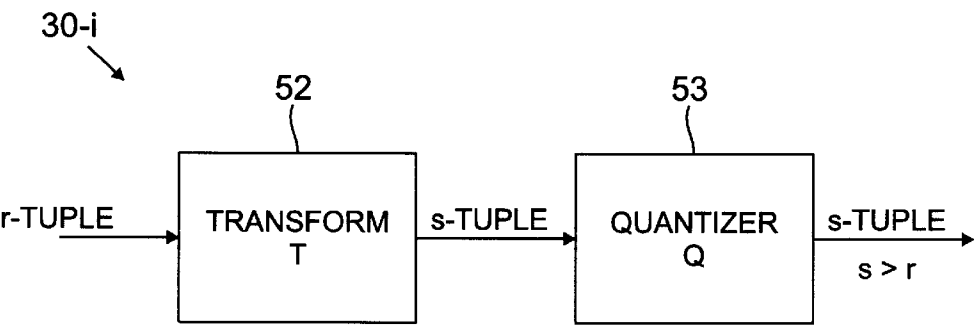 30-i
52
53
r-TUPLE
TRANSFORM
T
s-TUPLE
QUANTIZER
Q
s-TUPLE
s > r